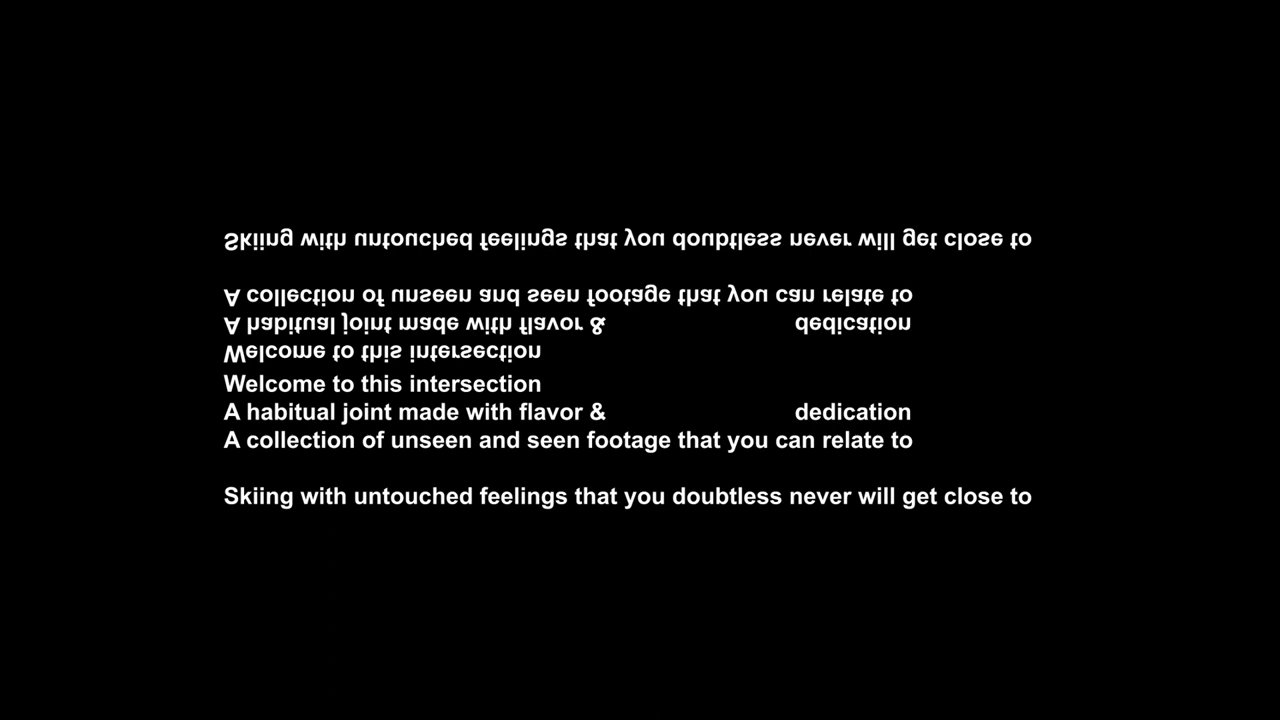 Skiing with untouched feelings that you doubtless never will get close to
A collection of unseen and seen footage that you can relate to
A habitual joint made with flavor & dedication
Welcome to this intersection
Welcome to this intersection
A habitual joint made with flavor & dedication
A collection of unseen and seen footage that you can relate to
Skiing with untouched feelings that you doubtless never will get close to